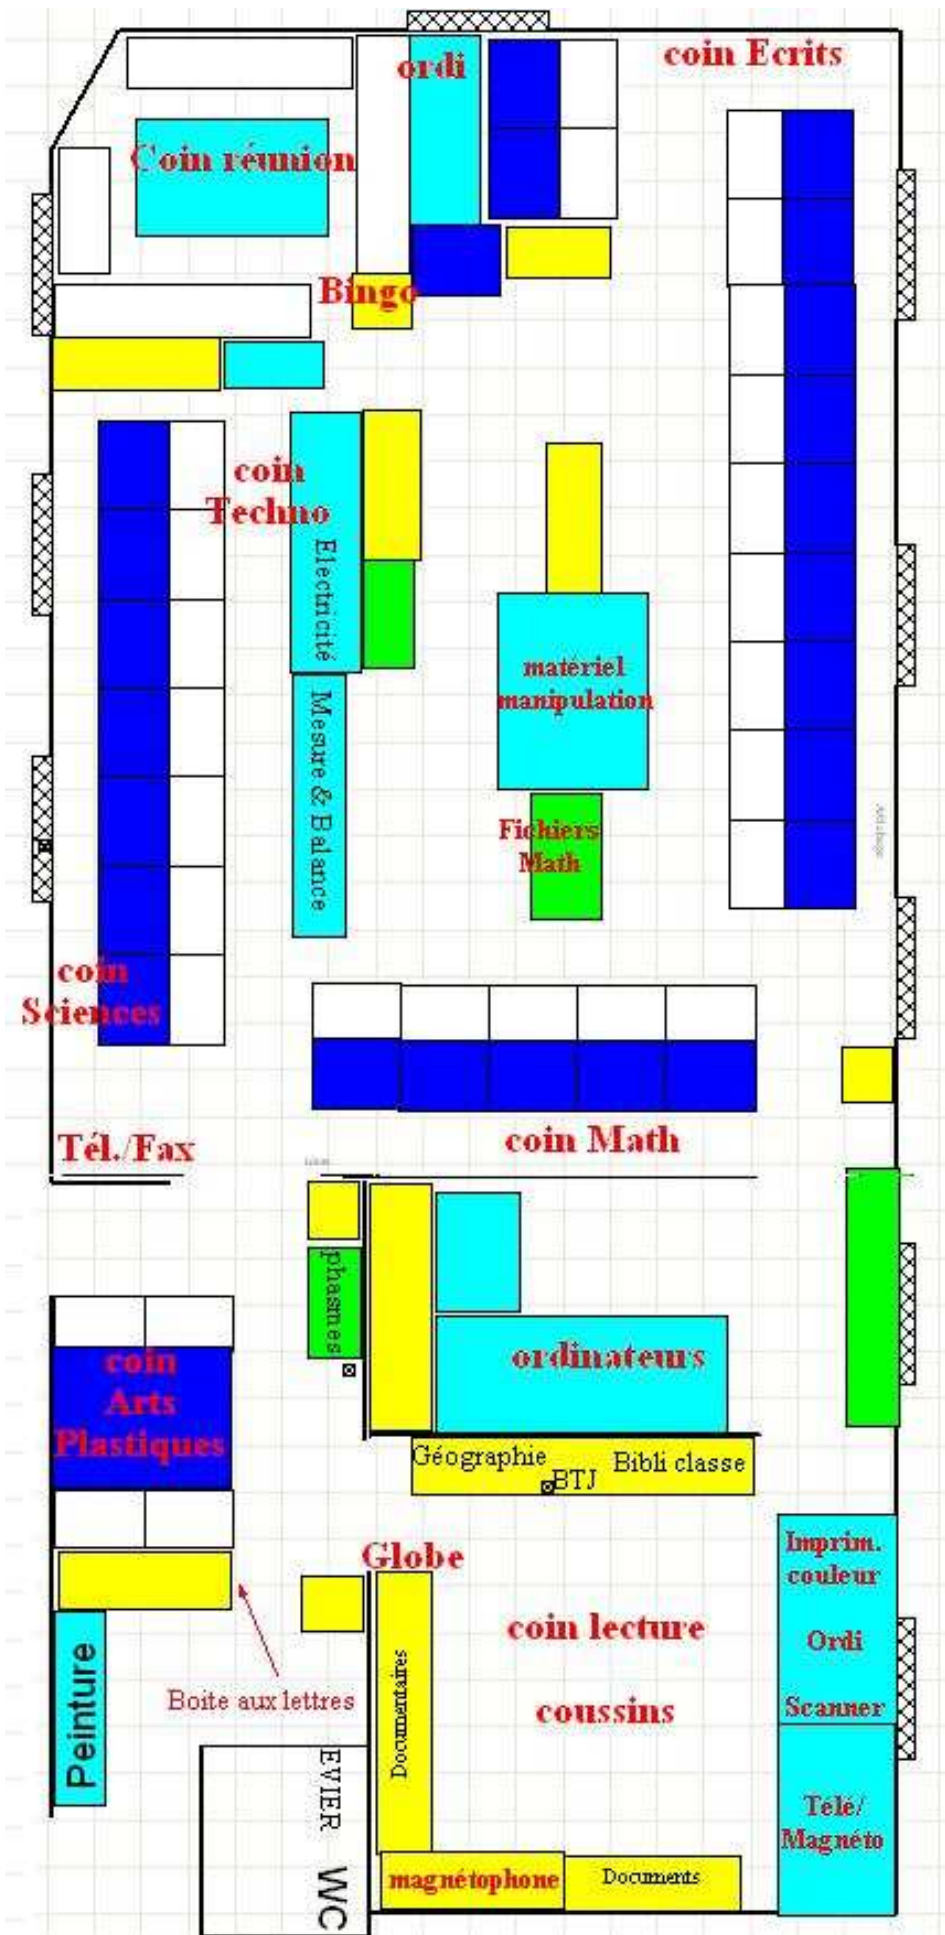 coin Ecrits
ordi
Coin réunion
Bingo
coin
Techno
Electricité
matériel
manipulation
Mesure & Balance
Fichiers
Math
coin
Sciences
coin Math
Tél./Fax
phasmes
ordinateurs
coin
Arts
Plastiques
Géographie
Bibli classe
BTJ
Globe
Imprim.
couleur
coin lecture
Ordi
Boite aux lettres
coussins
Scanner
Peinture
Documentaires
EVIER
WC
Télé/
Magnéto
magnétophone
Documents